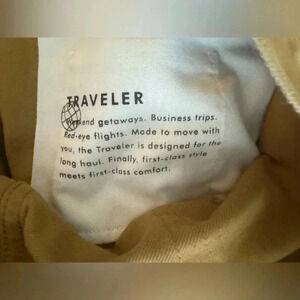 TRAVELER
Weekend getaways. Business trips.
Red-eye flights. Made to move with
you, the Traveler is designed for the
long haul. Finally, first-class style
meets first-class comfort.